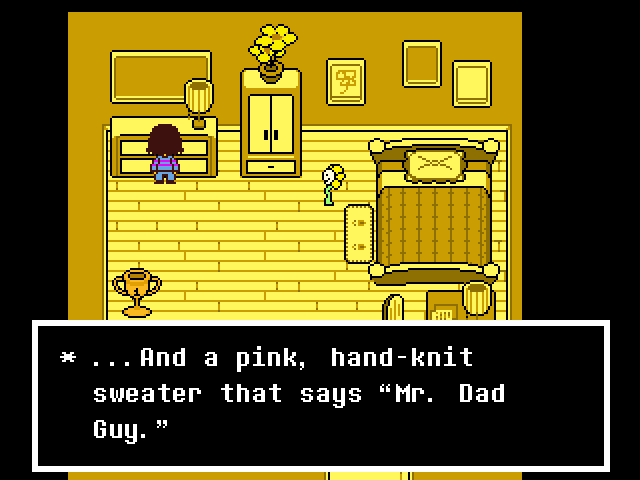 * ...And a pink, hand-knit
sweater that says “Mr. Dad
Guy.”